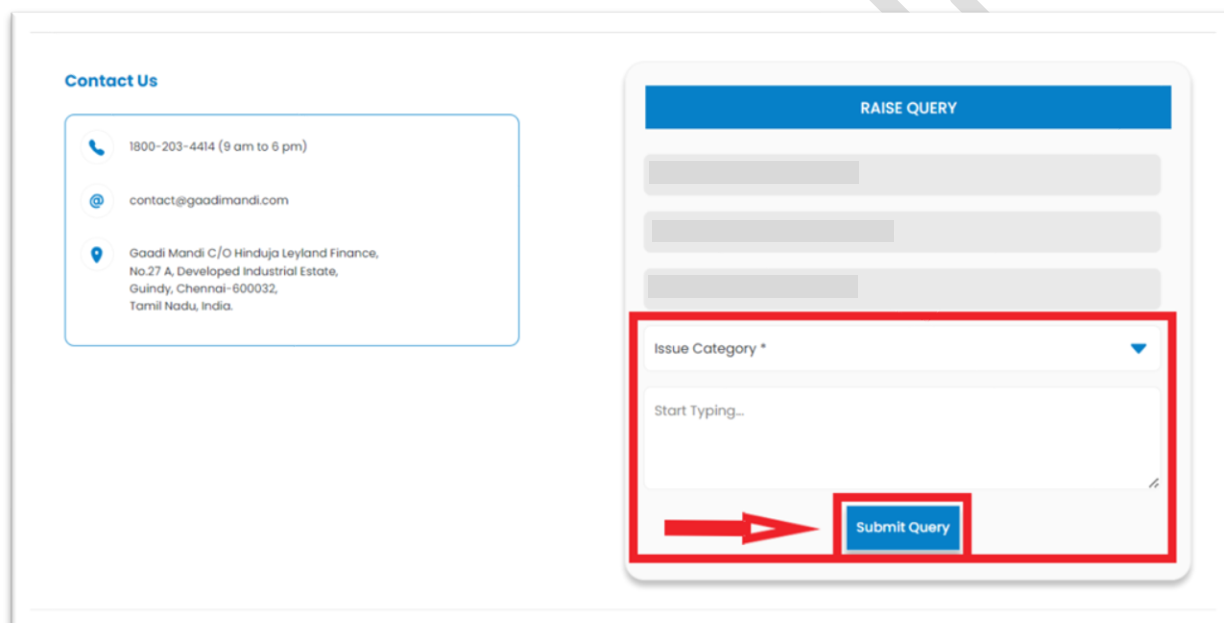 Contact Us
1800-203-4414 (9 am to 6 pm)
@
contact@gaadimandi.com
Gaadi Mandi C/O Hinduja Leyland Finance,
No.27 A, Developed Industrial Estate,
Guindy, Chennai-600032,
Tamil Nadu, India.
RAISE QUERY
Issue Category *
Start Typing...
Submit Query